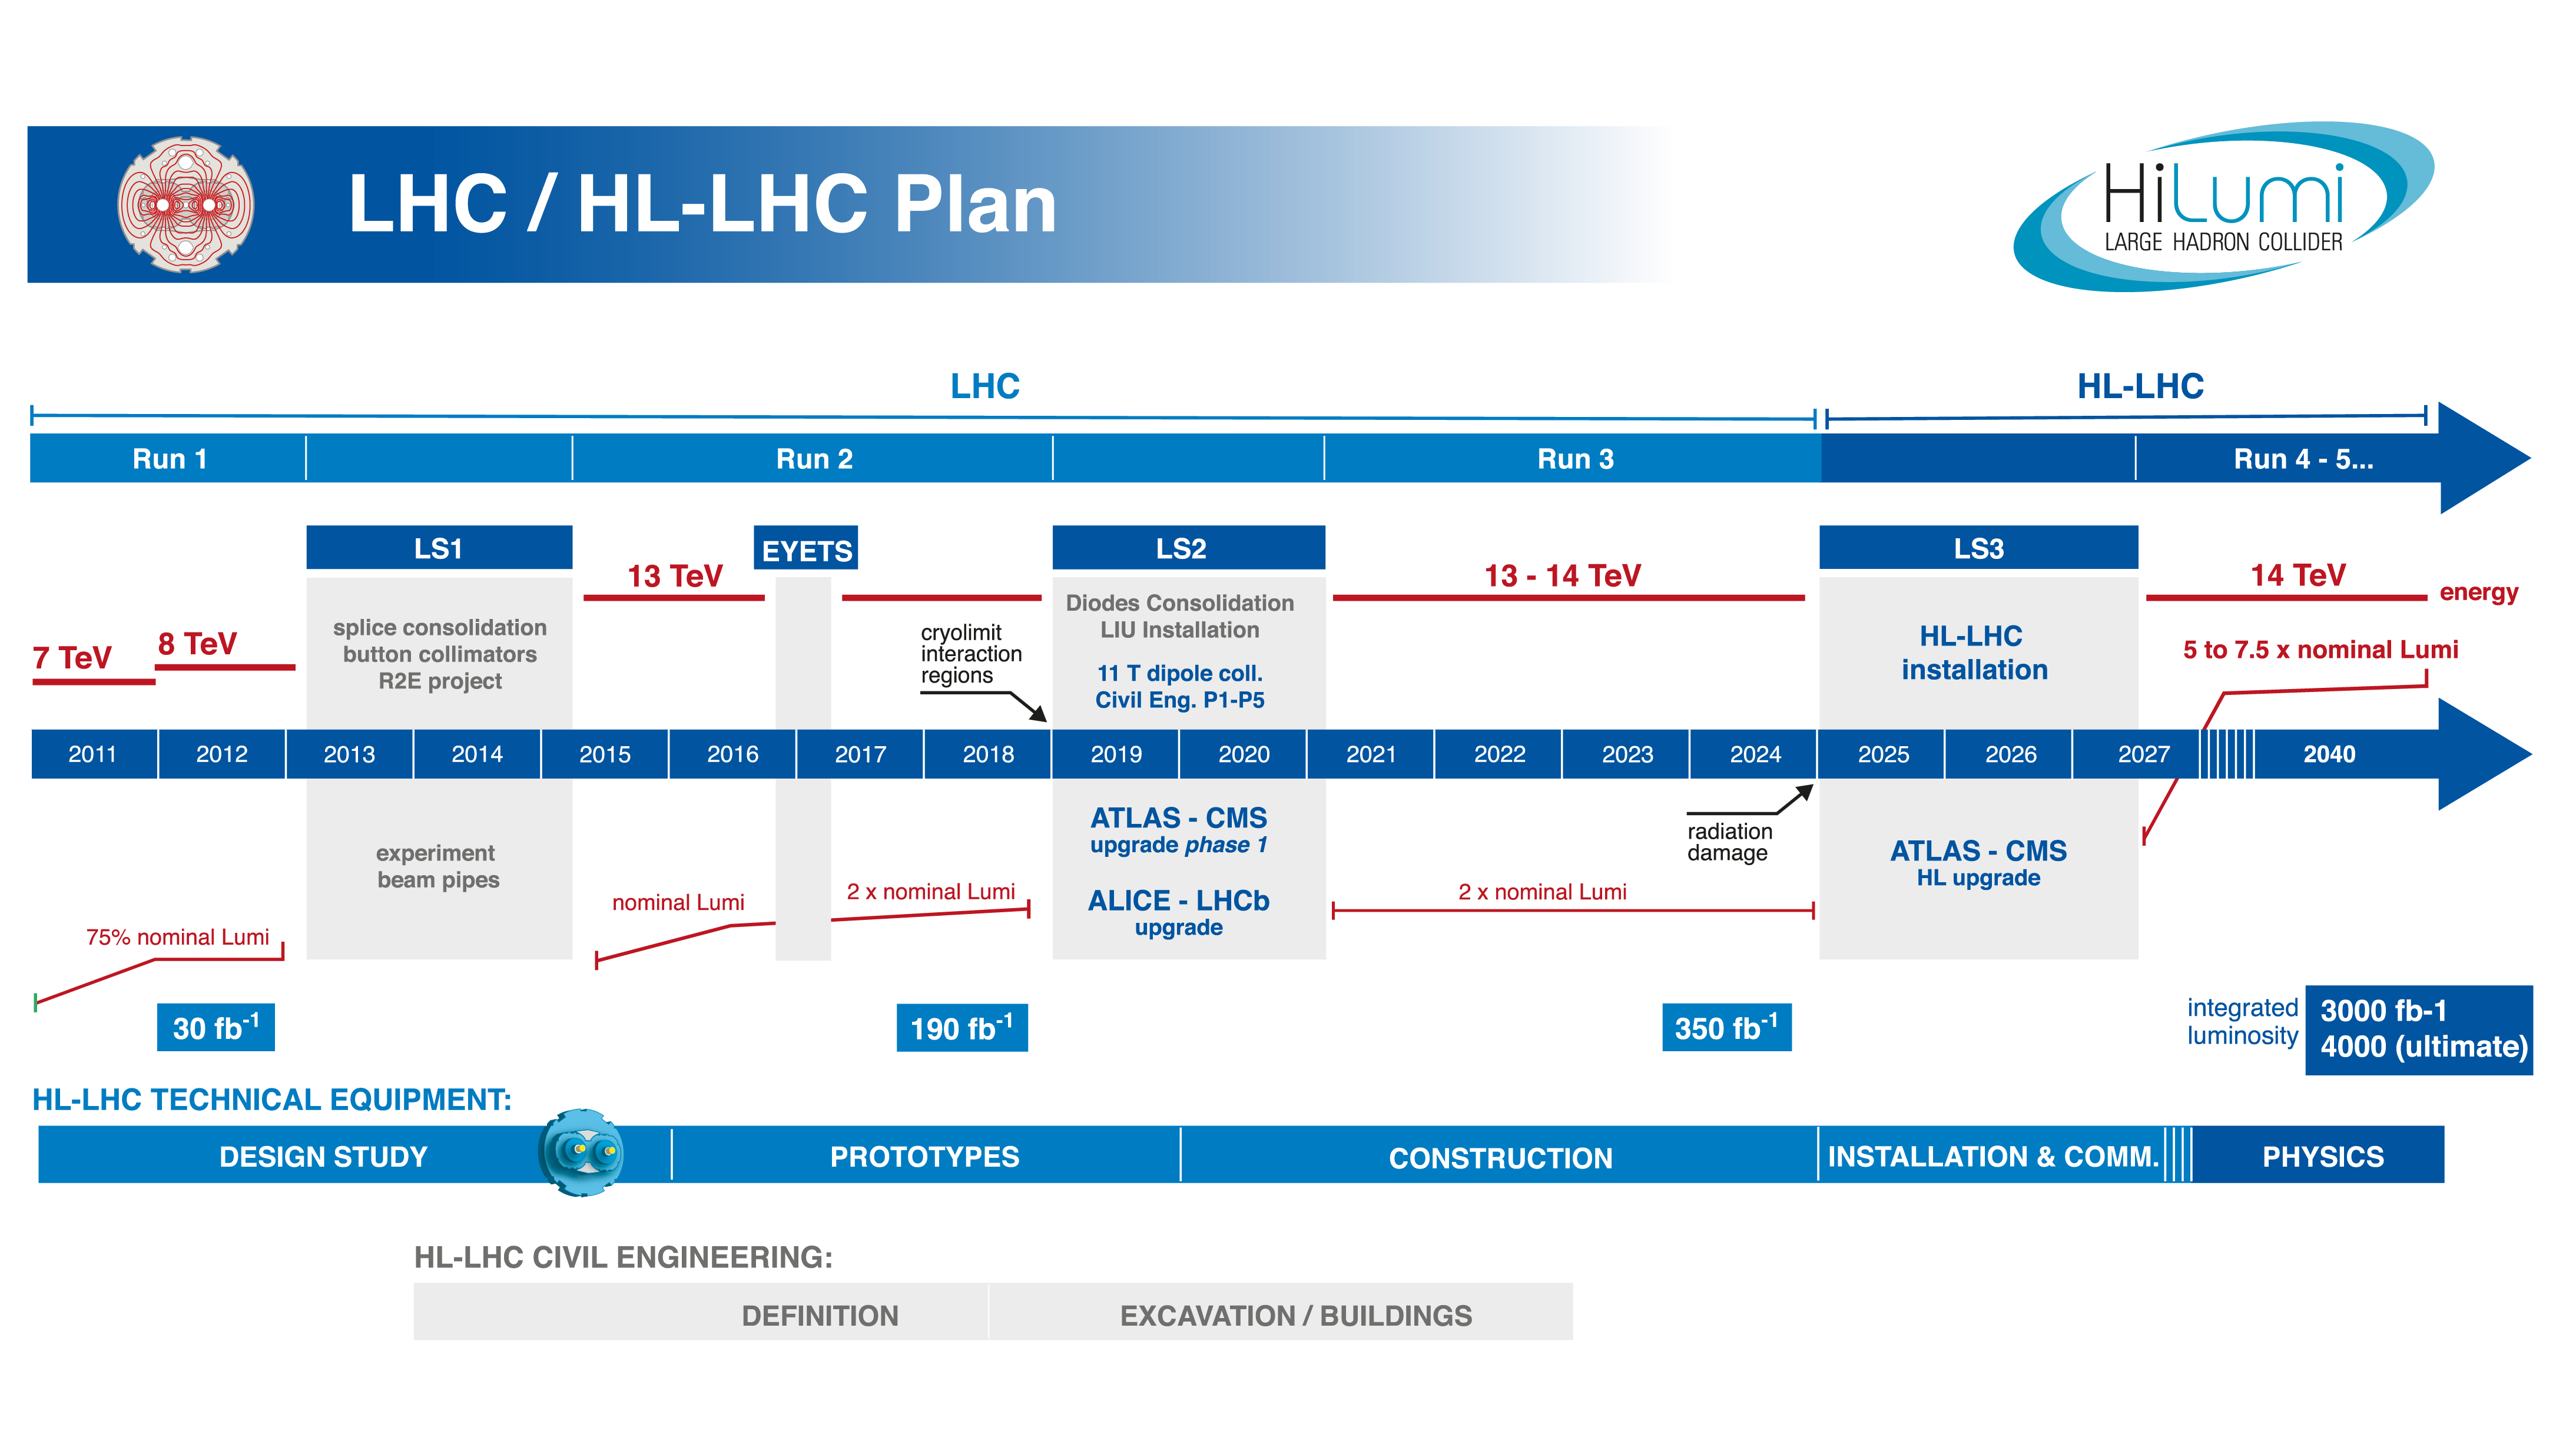 LHC / HL-LHC Plan
HiLumi
LARGE HADRON COLLIDER
LHC
HL-LHC
Run 1
Run 2
Run 3
Run 4 - 5...
LS1
EYETS
LS2
LS3
13 TeV
13 - 14 TeV
14 TeV
energy
7 TeV
8 TeV
splice consolidation
button collimators
R2E project
cryolimit
interaction
regions
Diodes Consolidation
LIU Installation
11 T dipole coll.
Civil Eng. P1-P5
HL-LHC
installation
5 to 7.5 x nominal Lumi
2011
2012
2013
2014
2015
2016
2017
2018
2019
2020
2021
2022
2023
2024
2025
2026
2027
2040
experiment
beam pipes
ATLAS - CMS
upgrade phase 1
ALICE - LHCb
upgrade
radiation
damage
ATLAS - CMS
HL upgrade
75% nominal Lumi
nominal Lumi
2 x nominal Lumi
2 x nominal Lumi
30 fb-1
190 fb-1
350 fb-1
integrated
luminosity
3000 fb-1
4000 (ultimate)
HL-LHC TECHNICAL EQUIPMENT:
DESIGN STUDY
PROTOTYPES
CONSTRUCTION
INSTALLATION & COMM.
PHYSICS
HL-LHC CIVIL ENGINEERING:
DEFINITION
EXCAVATION / BUILDINGS